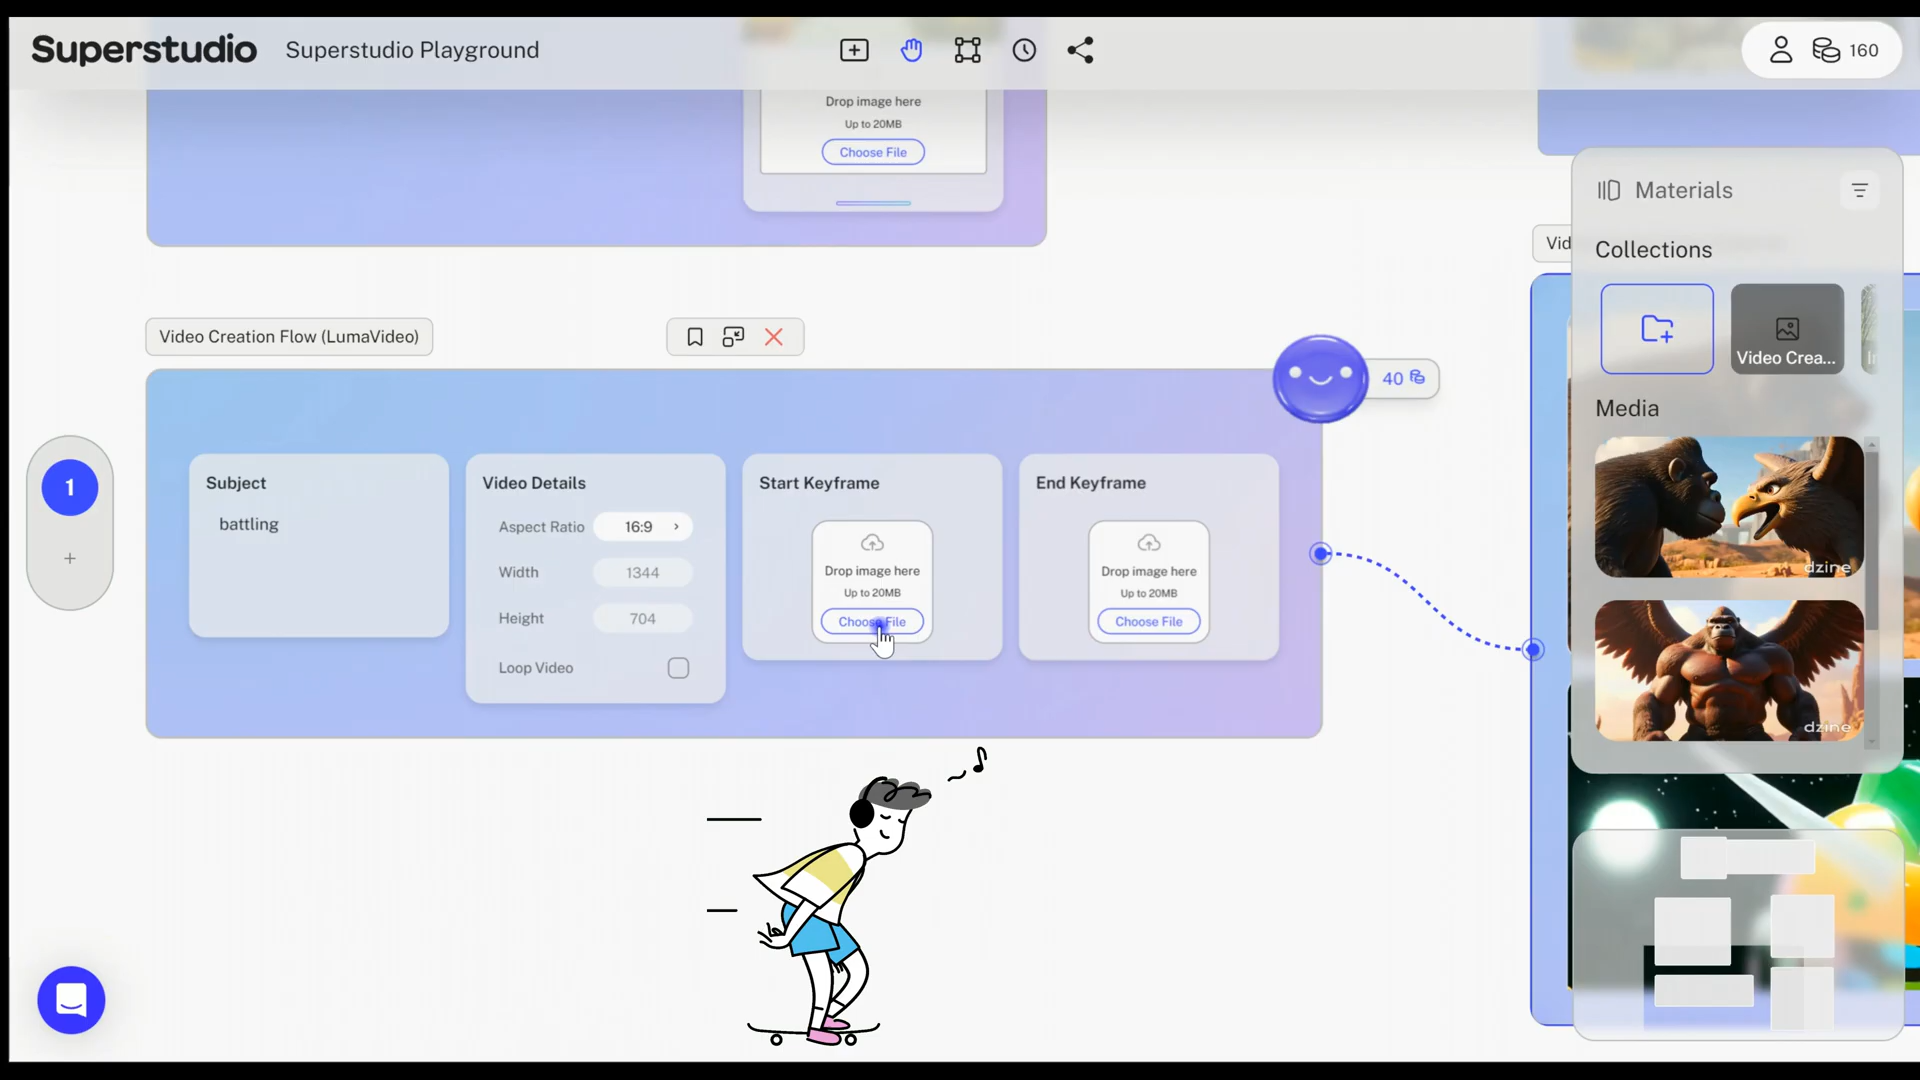 Superstudio
Superstudio Playground
160
Drop image here
Up to 20MB
Choose File
Materials
Collections
Video Crea...
Media
dzine
dzine
Vid
Video Creation Flow (LumaVideo)
40
1
+
Subject
battling
Video Details
Aspect Ratio
16:9
Width
1344
Height
704
Loop Video
Start Keyframe
Drop image here
Up to 20MB
Choose File
End Keyframe
Drop image here
Up to 20MB
Choose File